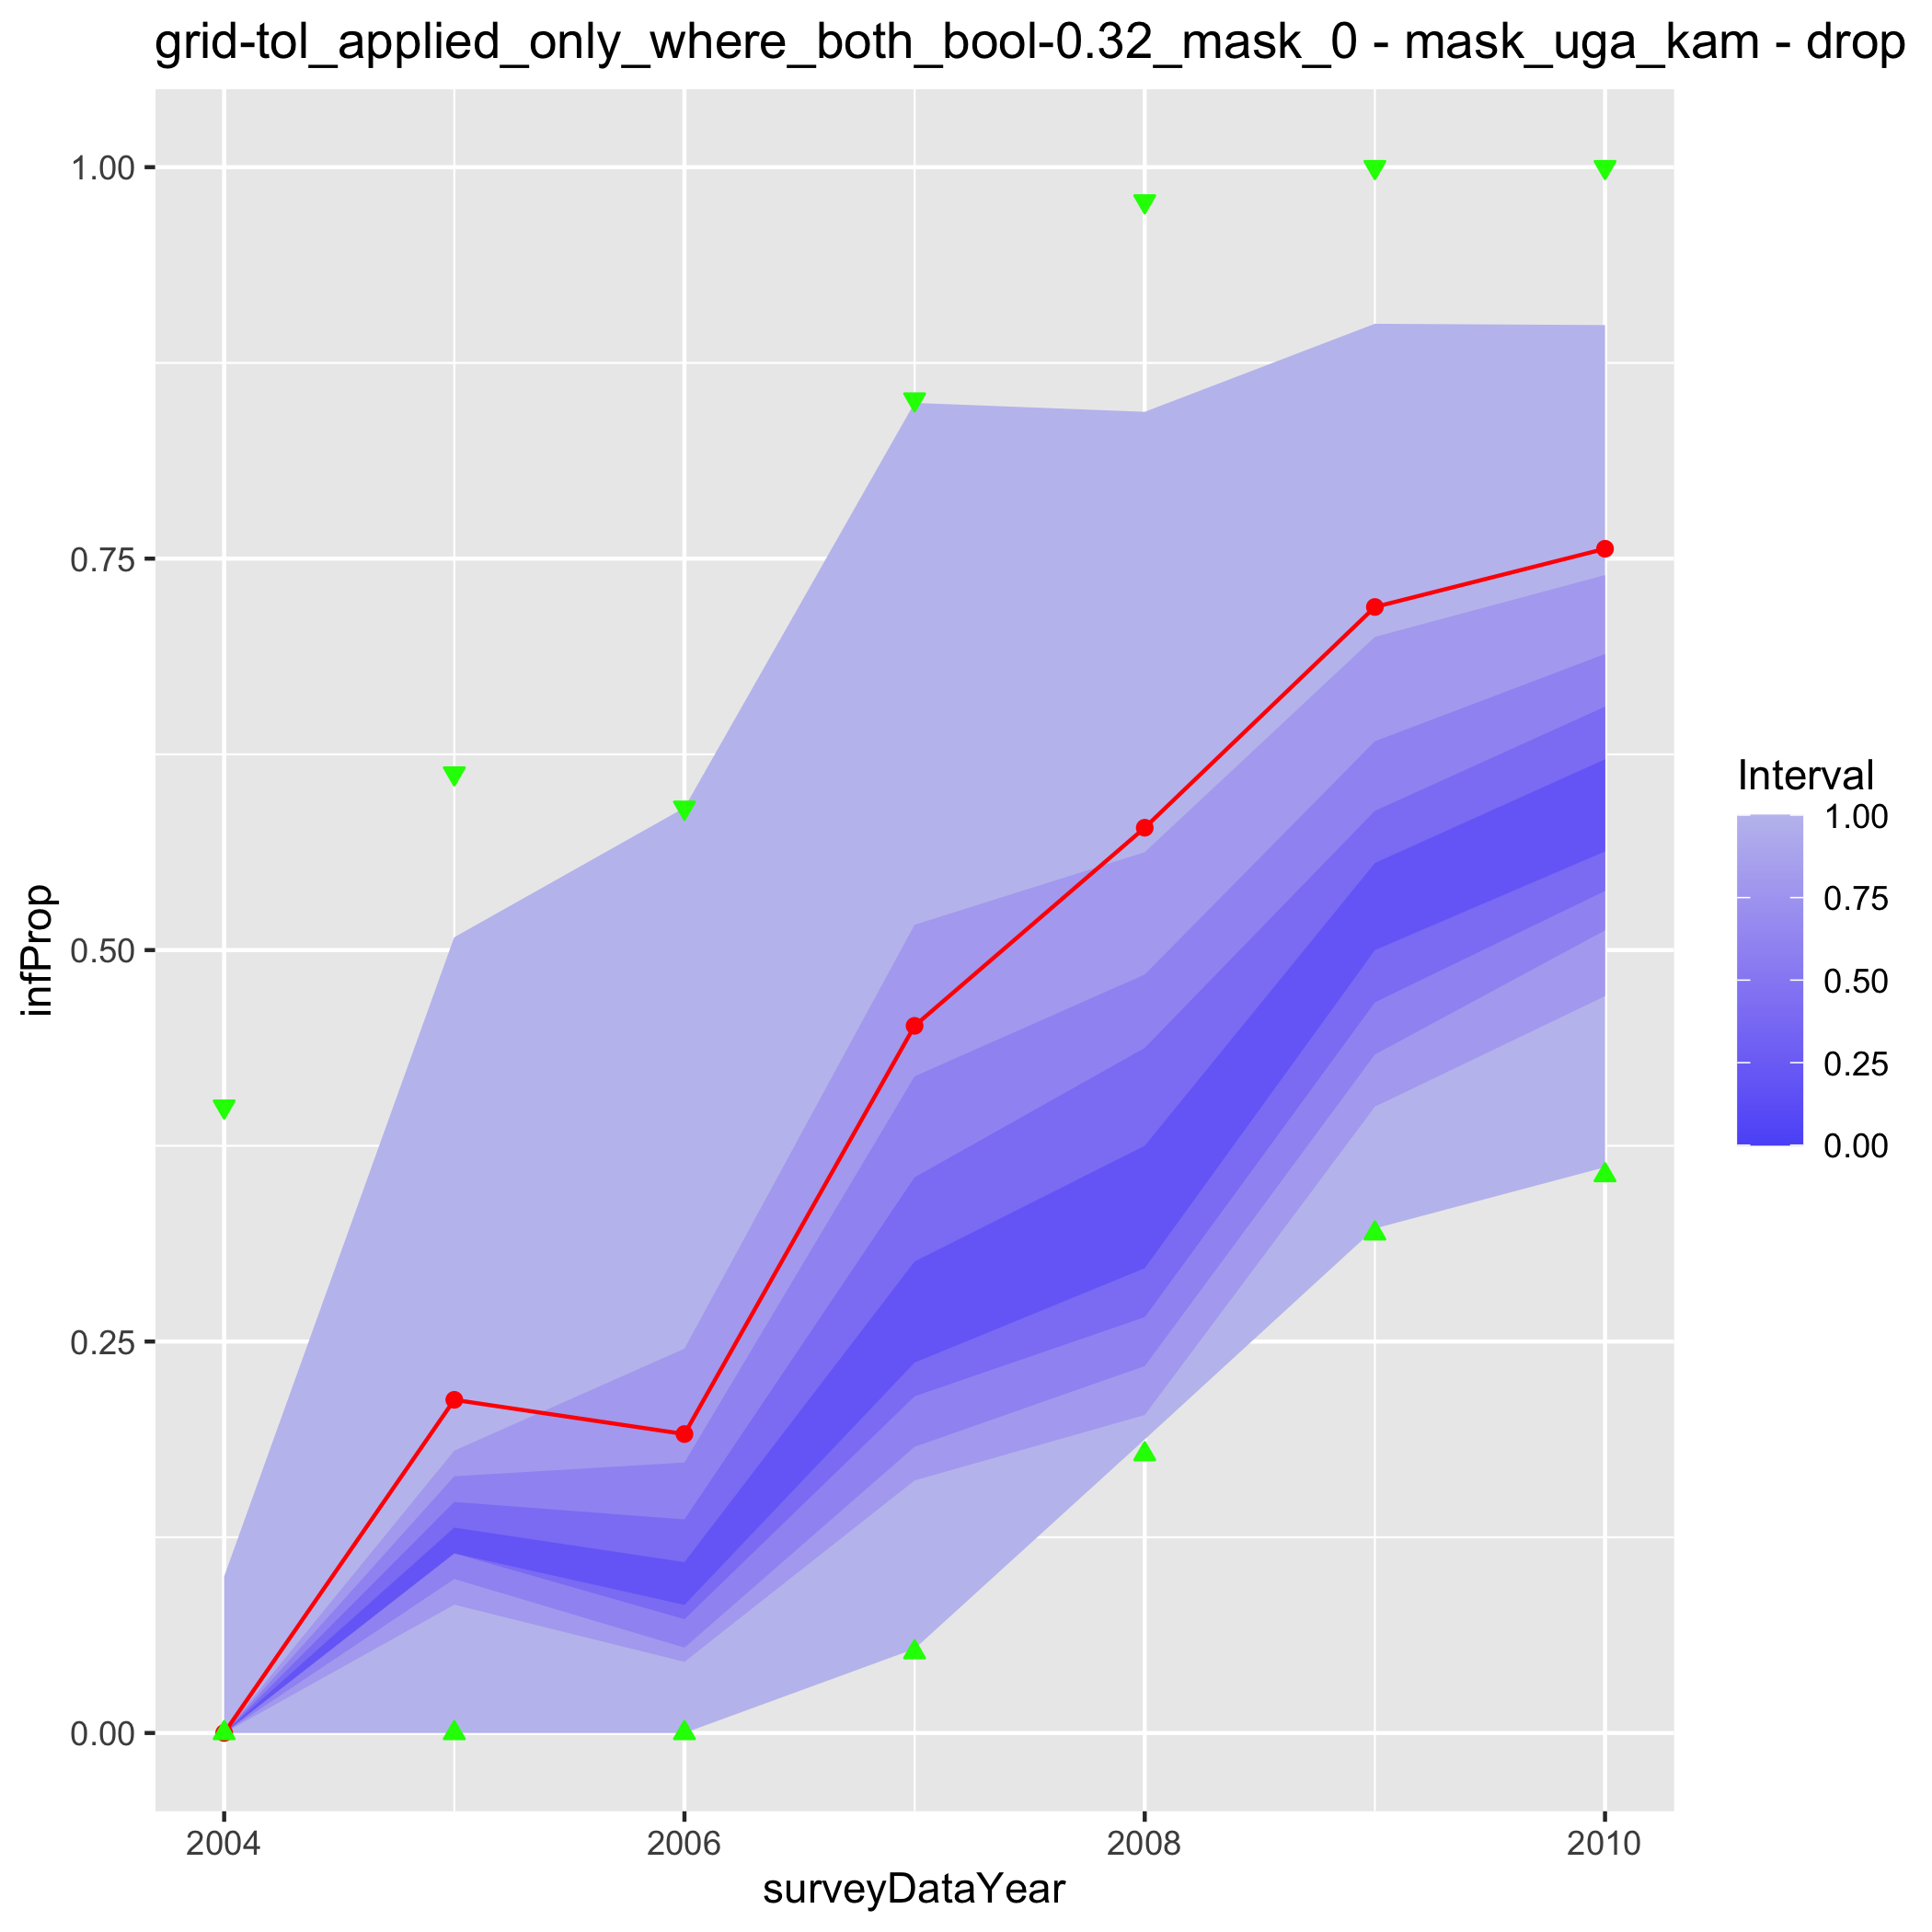 grid-tol_applied_only_where_both_bool-0.32_mask_0 - mask_uga_kam - drop
1.00
0.75
0.50
0.25
0.00
infProp
2004 2006 2008 2010
surveyDataYear
Interval
1.00
0.75
0.50
0.25
0.00